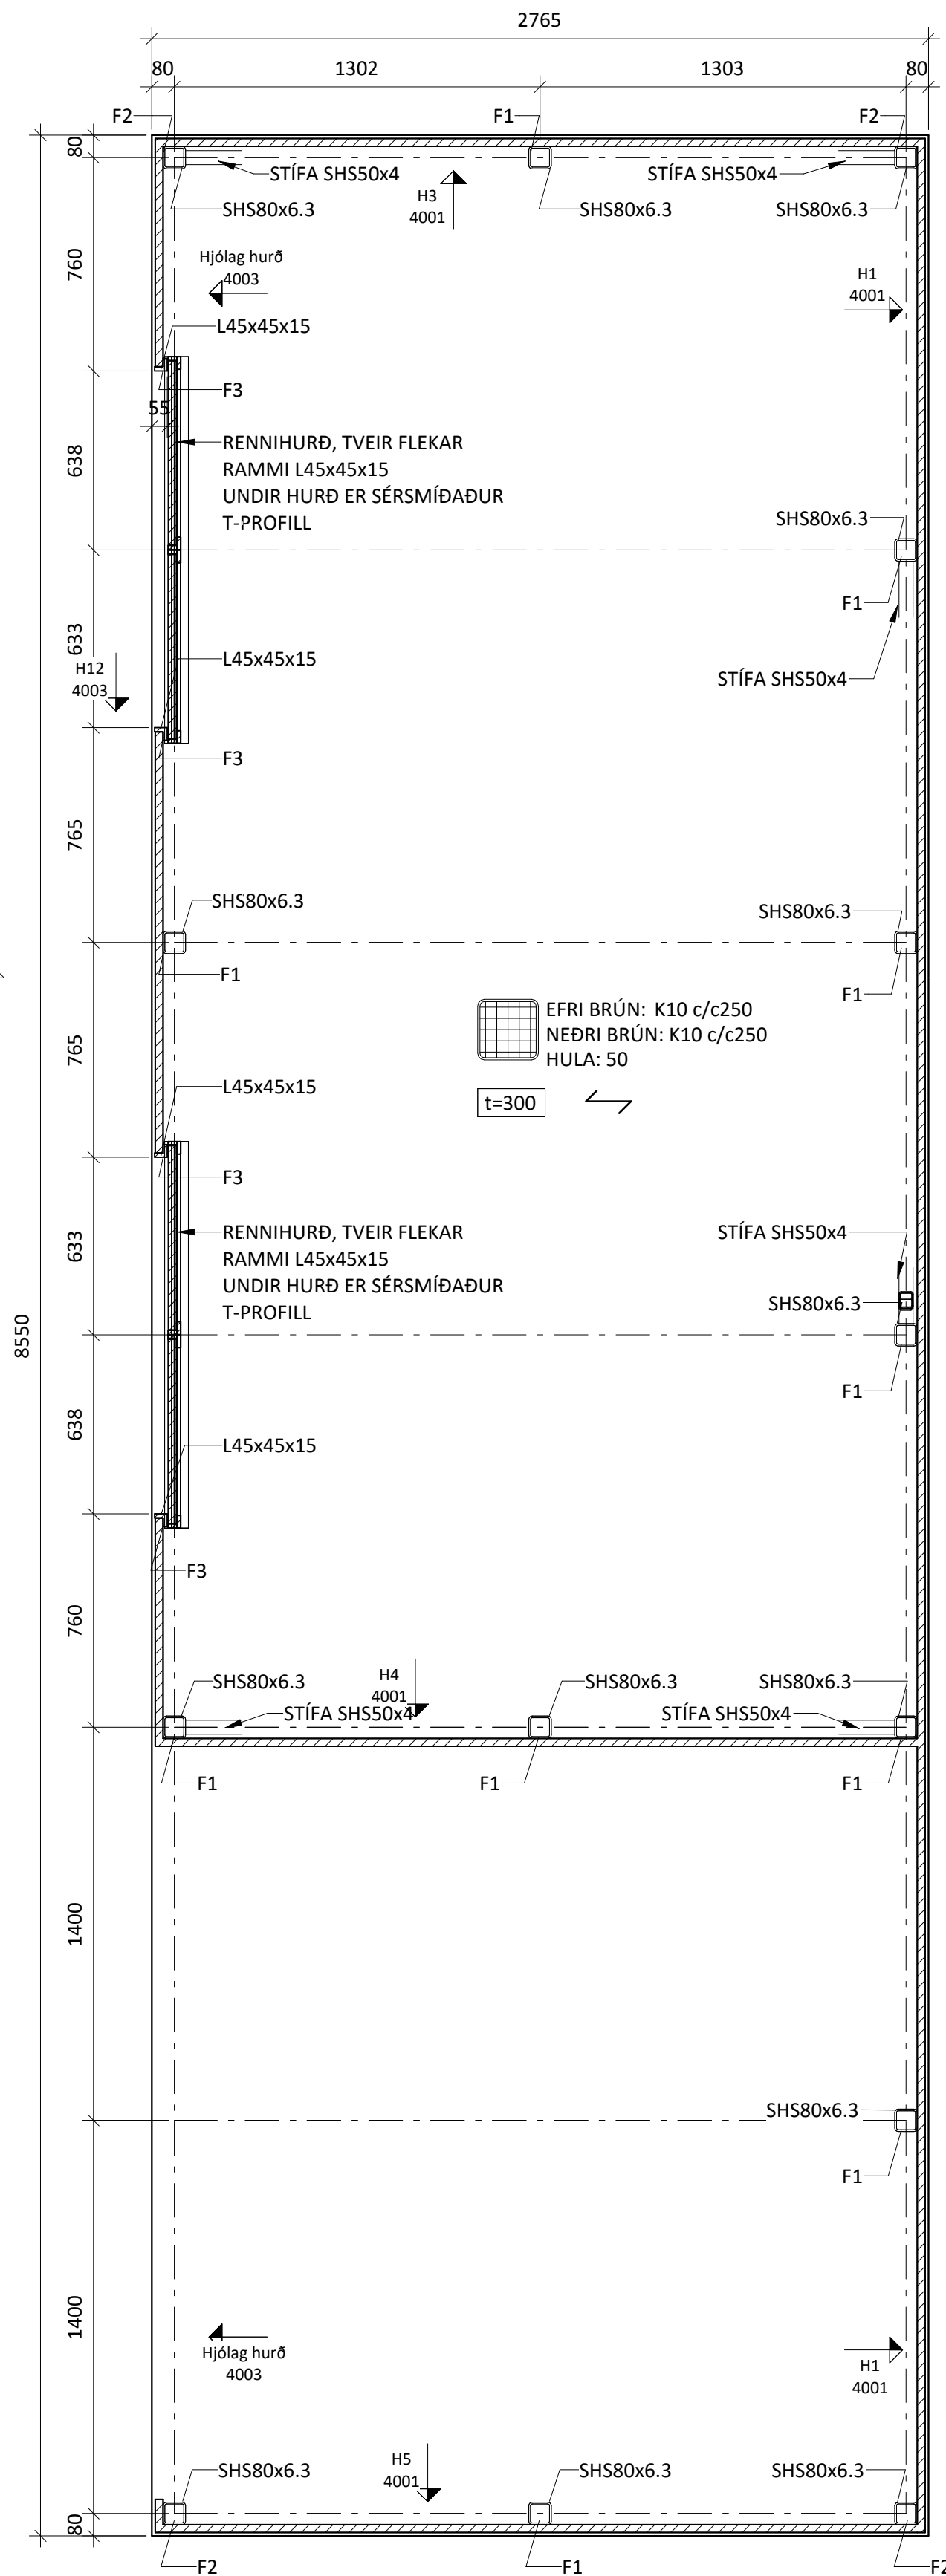 2765
80
1302
1303
80
F2
F1
F2
80
STÍFA SHS50x4
STÍFA SHS50x4
H3
4001
SHS80x6.3
SHS80x6.3
SHS80x6.3
760
Hjólag hurð
4003
H1
4001
L45x45x15
F3
55
638
RENNIHURÐ, TVEIR FLEKAR
RAMMI L45x45x15
UNDIR HURÐ ER SÉRSMÍÐAÐUR
T-PROFILL
SHS80x6.3
F1
633
H12
4003
L45x45x15
STÍFA SHS50x4
F3
765
SHS80x6.3
SHS80x6.3
F1
F1
EFRI BRÚN: K10 c/c250
NEÐRI BRÚN: K10 c/c250
HULA: 50
765
L45x45x15
t=300
F3
633
RENNIHURÐ, TVEIR FLEKAR
RAMMI L45x45x15
UNDIR HURÐ ER SÉRSMÍÐAÐUR
T-PROFILL
STÍFA SHS50x4
SHS80x6.3
8550
F1
638
L45x45x15
F3
760
SHS80x6.3
H4
4001
SHS80x6.3
SHS80x6.3
STÍFA SHS50x4
STÍFA SHS50x4
F1
F1
F1
1400
SHS80x6.3
F1
1400
Hjólag hurð
4003
H1
4001
SHS80x6.3
H5
4001
SHS80x6.3
SHS80x6.3
80
F2
F1
F2